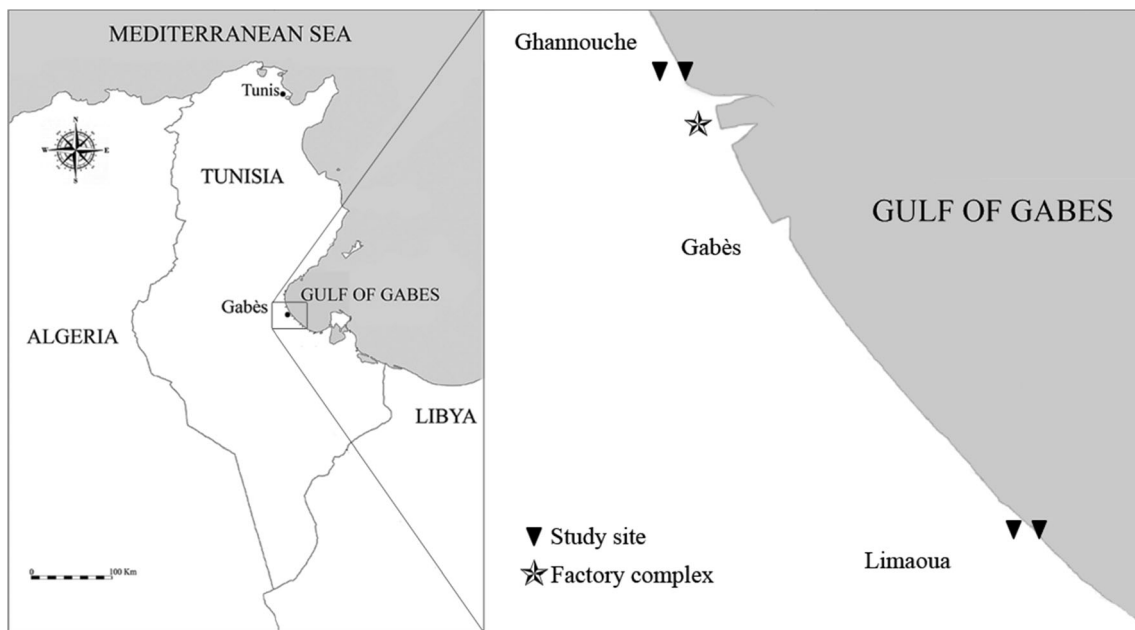 MEDITERRANEAN SEA
Tunis
N
W E
S
TUNISIA
Gabès
GULF OF GABES
ALGERIA
LIBYA
100 Km
Ghannouche
GULF OF GABES
Gabès
Study site
Limaoua
Factory complex